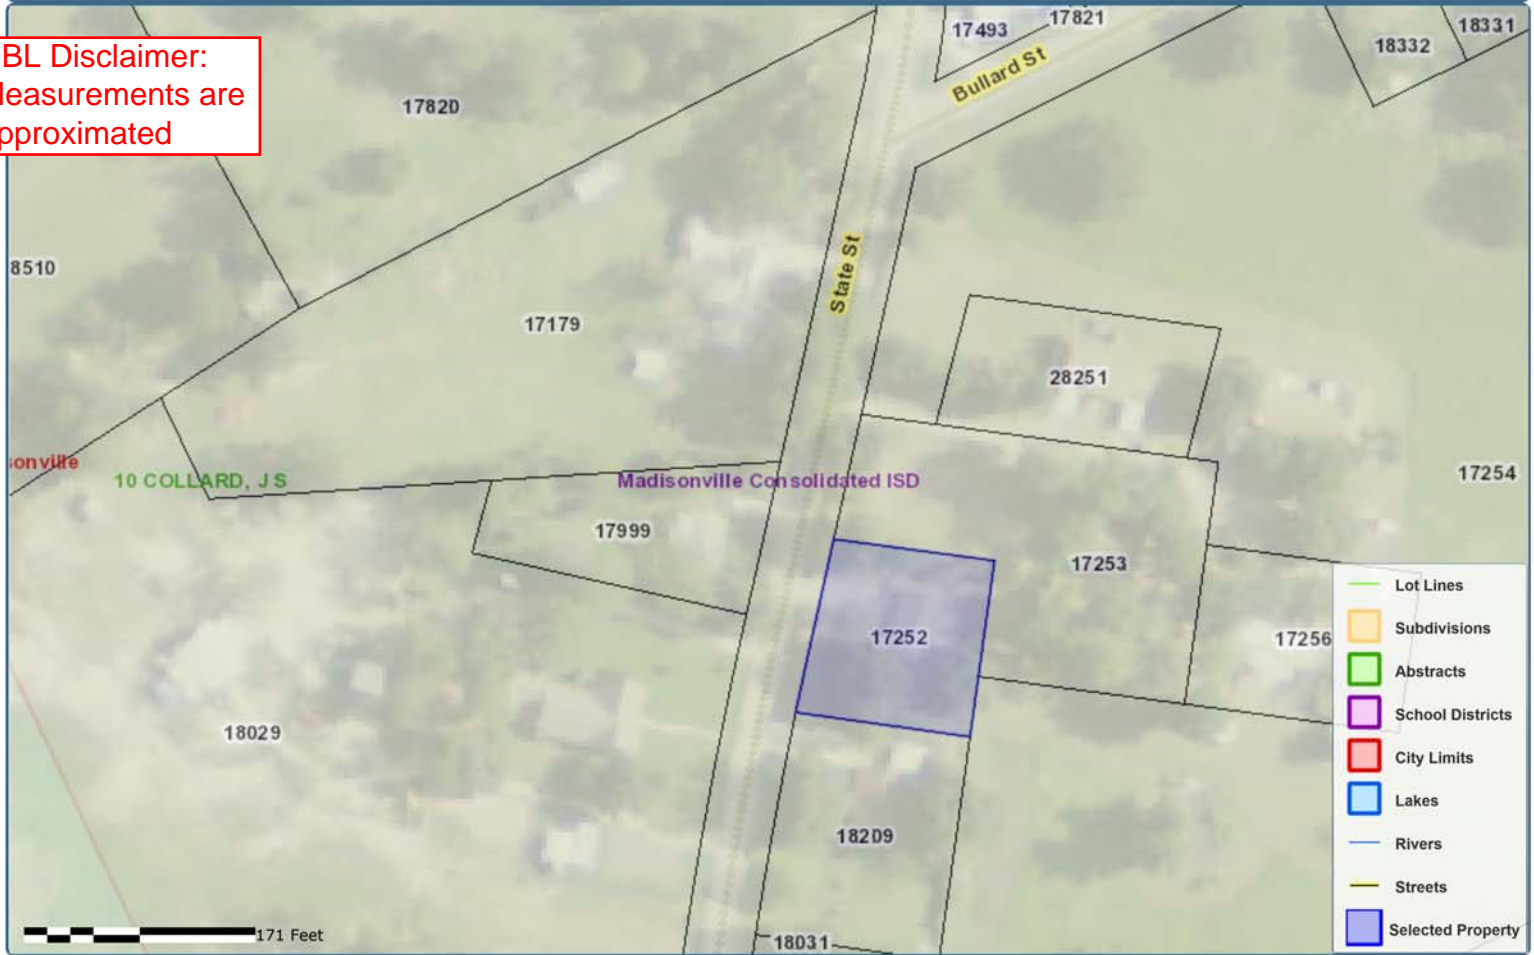 BL Disclaimer:
leasurements are
pproximated
17493
17821
18331
18332
Bullard St
17820
8510
State St
17179
28251
sonville
10 COLLARD, J S
Madisonville Consolidated ISD
17254
17999
17253
17252
17256
18029
18209
18031
171 Feet
Lot Lines
Subdivisions
Abstracts
School Districts
City Limits
Lakes
Rivers
Streets
Selected Property